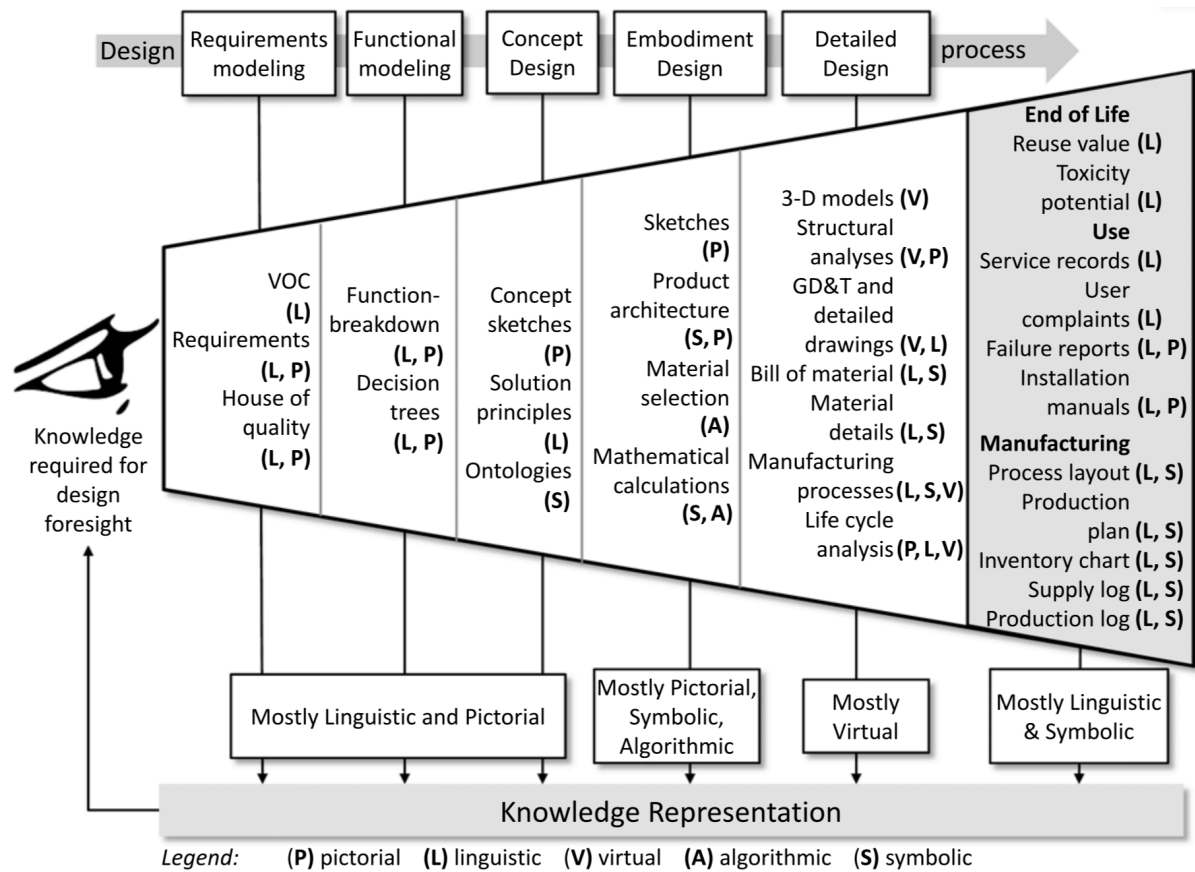 Design
Requirements
modeling
Functional
modeling
Concept
Design
Embodiment
Design
Detailed
Design
process
Knowledge
required for
design
foresight
VOC
(L)
Requirements
(L, P)
House of
quality
(L, P)
Function-
breakdown
(L, P)
Decision
trees
(L, P)
Concept
sketches
(P)
Solution
principles
(L)
Ontologies
(S)
Sketches
(P)
Product
architecture
(S, P)
Material
selection
(A)
Mathematical
calculations
(S, A)
3-D models (V)
Structural
analyses (V, P)
GD&T and
detailed
drawings (V, L)
Bill of material (L, S)
Material
details (L, S)
Manufacturing
processes (L, S,V)
Life cycle
analysis (P, L,V)
End of Life
Reuse value (L)
Toxicity
potential (L)
Use
Service records (L)
User
complaints (L)
Failure reports (L, P)
Installation
manuals (L, P)
Manufacturing
Process layout (L, S)
Production
plan (L, S)
Inventory chart (L, S)
Supply log (L, S)
Production log (L, S)
Mostly Linguistic and Pictorial
Mostly Pictorial,
Symbolic,
Algorithmic
Mostly
Virtual
Mostly Linguistic
& Symbolic
Knowledge Representation
Legend: (P) pictorial (L) linguistic (V) virtual (A) algorithmic (S) symbolic